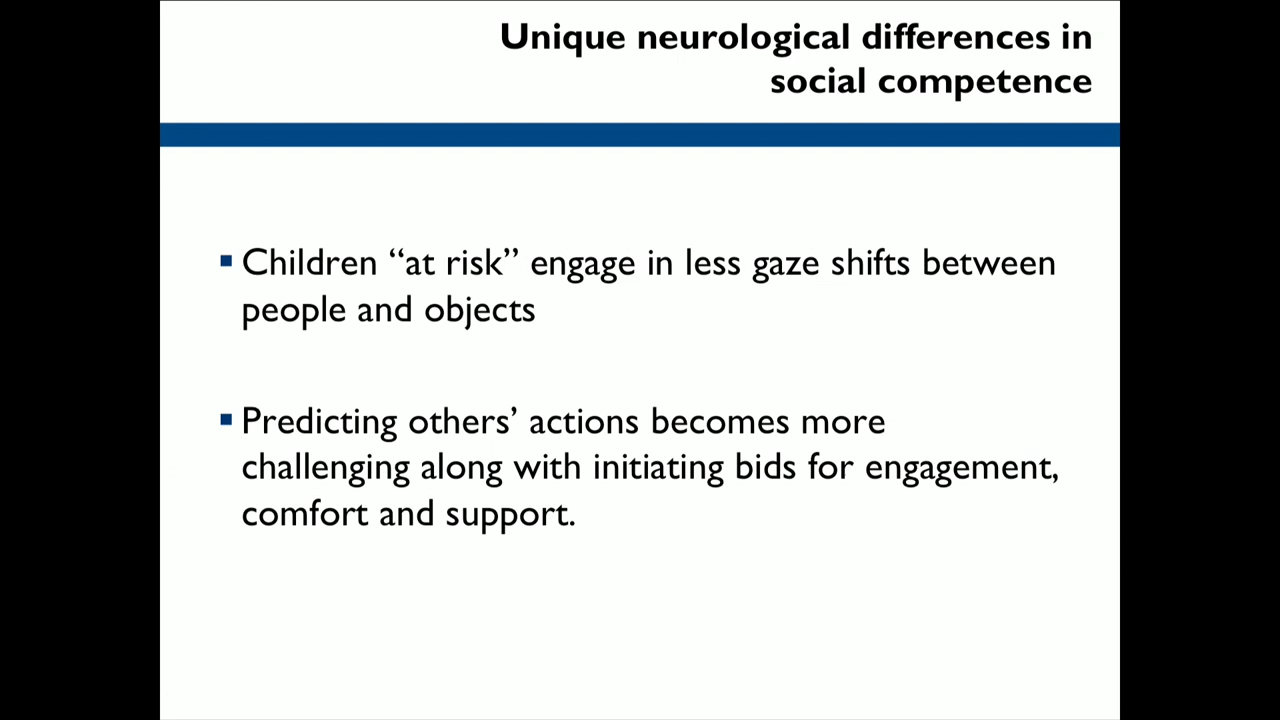 Unique neurological differences in
social competence
▪ Children “at risk” engage in less gaze shifts between
people and objects
▪ Predicting others’ actions becomes more
challenging along with initiating bids for engagement,
comfort and support.